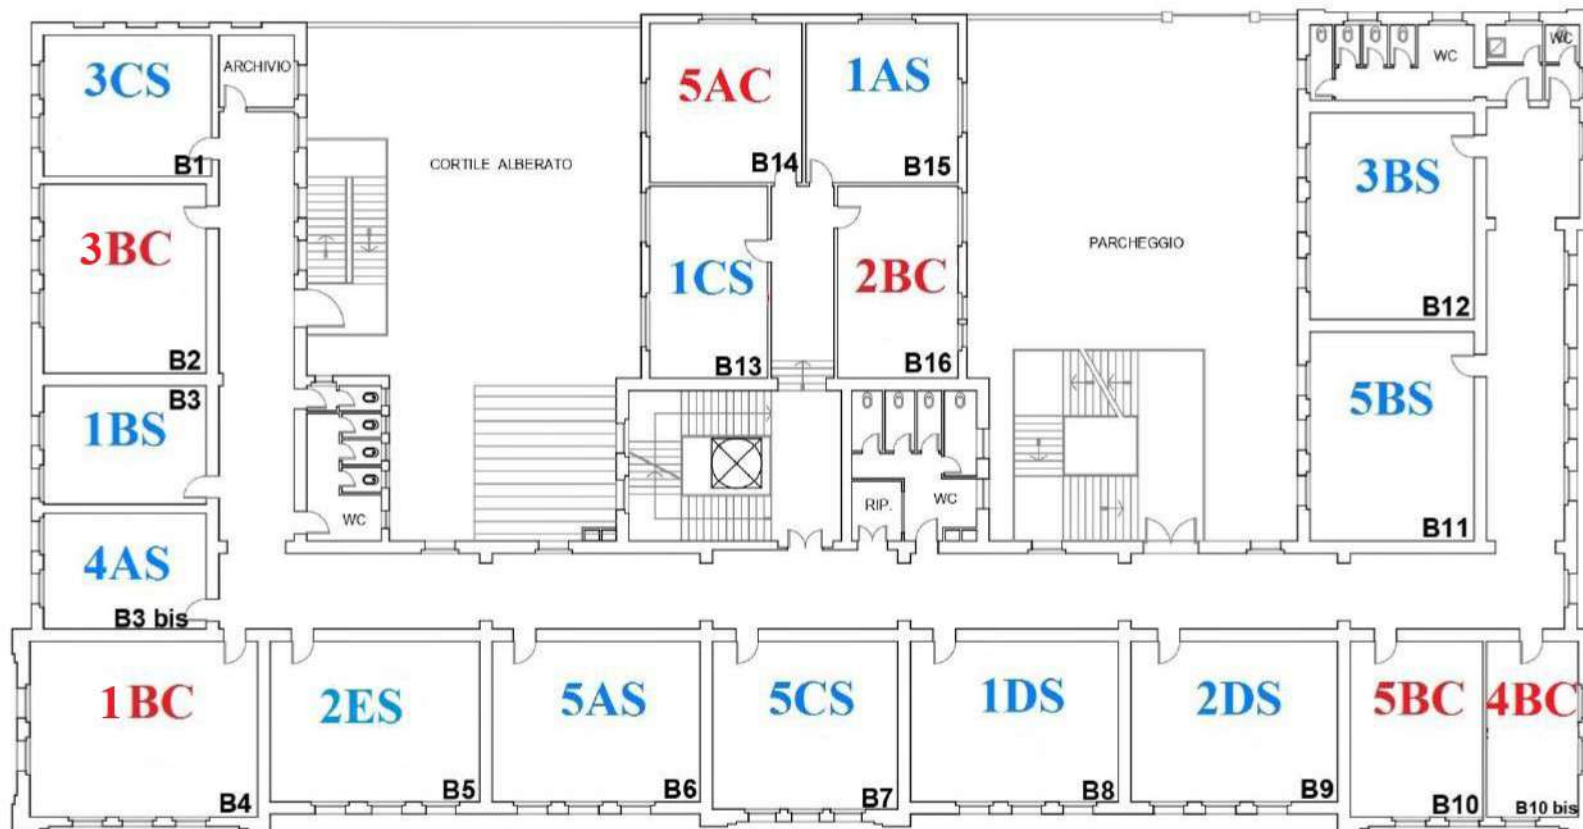 3CS
B1
ARCHIVIO
3BC
B2
B3
1BS
4AS
B3 bis
CORTILE ALBERATO
WC
5AC
B14
1AS
B15
1CS
B13
2BC
B16
RIP.
WC
PARCHEGGIO
WC
WC
3BS
B12
5BS
B11
1BC
B4
2ES
B5
5AS
B6
5CS
B7
1DS
B8
2DS
B9
5BC
B10
4BC
B10 bis